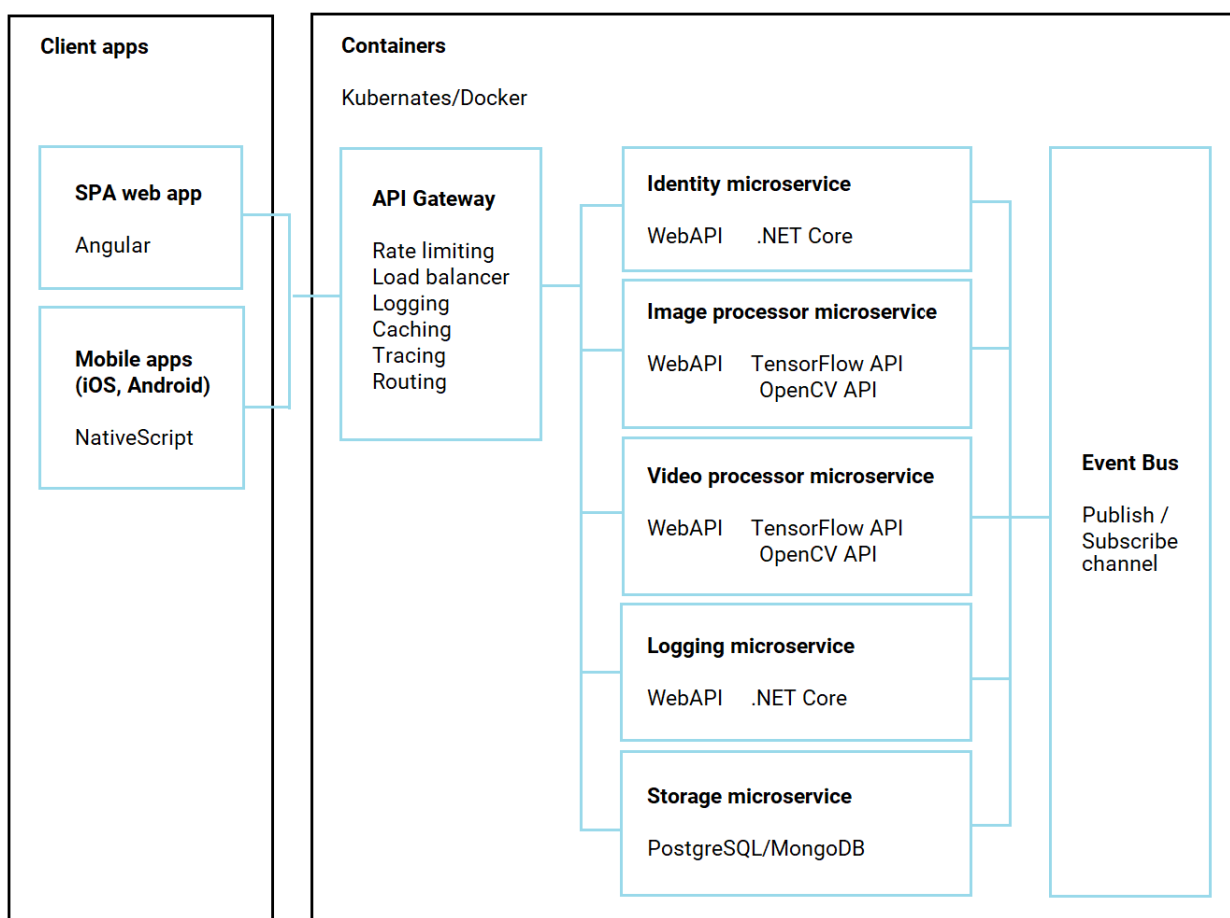 Client apps
SPA web app
Angular
Mobile apps
(iOS, Android)
NativeScript
Containers
Kubernates/Docker
API Gateway
Rate limiting
Load balancer
Logging
Caching
Tracing
Routing
Identity microservice
WebAPI .NET Core
Image processor microservice
WebAPI TensorFlow API
OpenCV API
Video processor microservice
WebAPI TensorFlow API
OpenCV API
Logging microservice
WebAPI .NET Core
Storage microservice
PostgreSQL/MongoDB
Event Bus
Publish /
Subscribe
channel